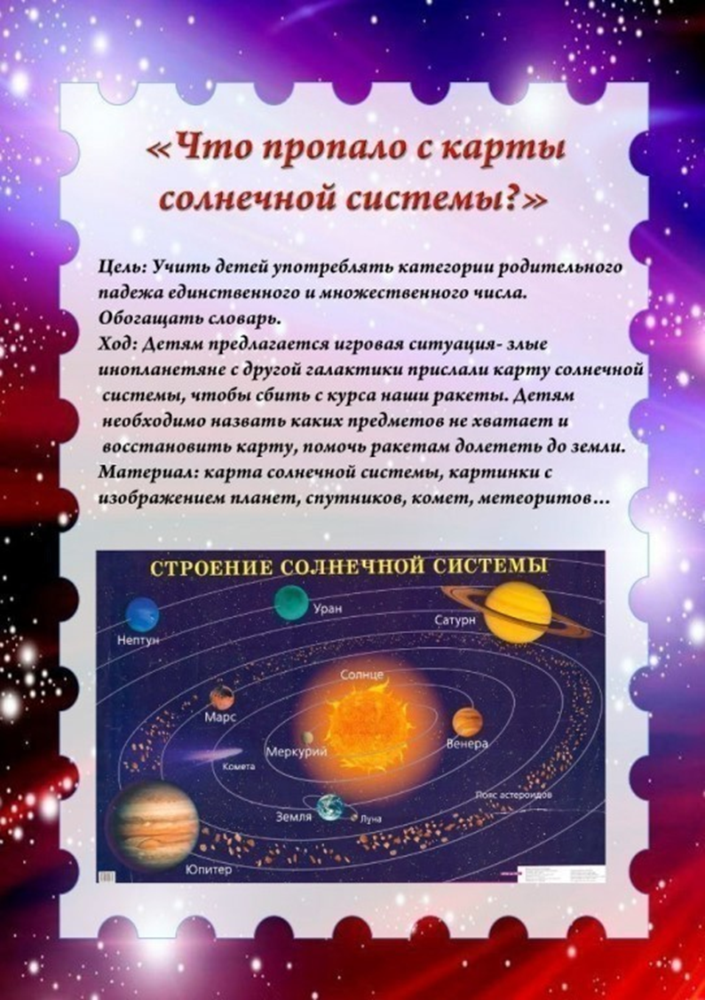 «Что пропало с карты
солнечной системы?»
Цель: Учить детей употреблять категории родительного
падежа единственного и множественного числа.
Обогащать словарь.
Ход: Детям предлагается игровая ситуация- злые
инопланетяне с другой галактики прислали карту солнечной
системы, чтобы сбить с курса наши ракеты. Детям
необходимо назвать каких предметов не хватает и
восстановить карту, помочь ракетам долететь до земли.
Материал: карта солнечной системы, картинки с
изображением планет, спутников, комет, метеоритов...
СТРОЕНИЕ СОЛНЕЧНОЙ СИСТЕМЫ
Уран
Сатурн
Нептун
Солнце
Марс
Венера
Меркурий
Комета
Пояс астероидов
Земля
Луна
Юпитер